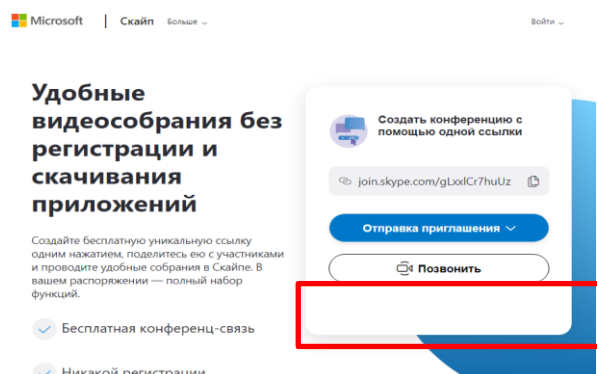 Microsoft | Скайп Больше Войти
Удобные
видеособрания без
регистрации и
скачивания
приложений
Создайте бесплатную уникальную ссылку
одним нажатием, поделитесь ею с участниками
и проводите удобные собрания в Скайпе. В
вашем распоряжении — полный набор
функций.
Бесплатная конференц-связь
Никакой регистрации
Создать конференцию с
помощью одной ссылки
join.skype.com/gLxxlCr7huUz
Отправка приглашения
Позвонить